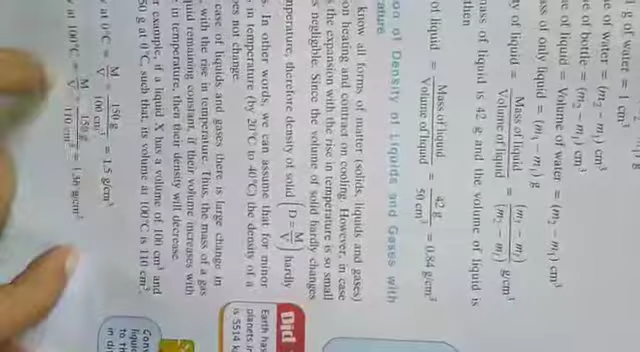 1 g of water = 1 cm³
e of water = (m₂ – m₁) cm³
e of bottle = (m₂ – m₁) cm³
e of liquid = Volume of water = (m₂ – m₁) cm³
ass of only liquid = (m₃ – m₁) g
ty of liquid = Mass of liquid / Volume of liquid = (m₃ – m₁) / (m₂ – m₁) g/cm³
mass of liquid is 42 g and the volume of liquid is
then
of liquid = Mass of liquid / Volume of liquid = 42 g / 50 cm³ = 0.84 g/cm³
on of Density of Liquids and Gases with
rature
know all forms of matter (solids, liquids and gases)
on heating and contract on cooling. However, in case
s the expansion with the rise in temperature is so small
s negligible. Since the volume of solid hardly changes
mperature, therefore density of solid (D = M/V) hardly
s. In other words, we can assume that for minor
in temperature (by 20°C to 40°C) the density of a
oes not change.
case of liquids and gases there is large change in
with the rise in temperature. Thus, the mass of a gas
quid remaining constant, if their volume increases with
in temperature, then their density will decrease.
r example, if a liquid X has a volume of 100 cm³ and
50 g at 0°C, such that, its volume at 100°C is 110 cm³.
at 0°C = M/V = 150 g / 100 cm³ = 1.5 g/cm³
at 100°C = M/V = 150 g / 110 cm³ = 1.36 g/cm³
Did
Earth has
planets in
is 5514 k
Conv
liquid
to th
in di